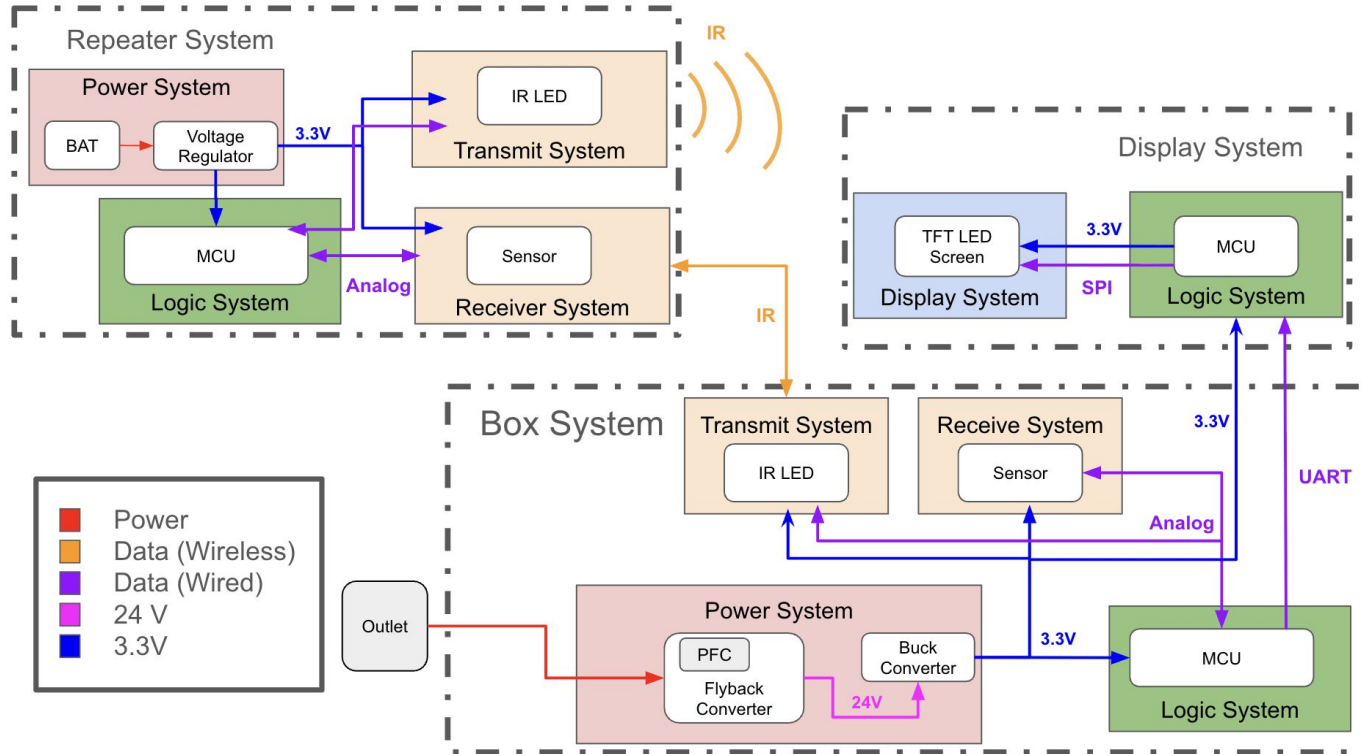 Repeater System
Power System
BAT
Voltage
Regulator
3.3V
IR LED
Transmit System
IR
MCU
Logic System
Analog
Sensor
Receiver System
IR
Display System
TFT LED
Screen
Display System
3.3V
SPI
MCU
Logic System
Box System
Transmit System
IR LED
Receive System
Sensor
3.3V
UART
Analog
Power
Data (Wireless)
Data (Wired)
24 V
3.3V
Outlet
Power System
PFC
Flyback
Converter
24V
Buck
Converter
3.3V
MCU
Logic System